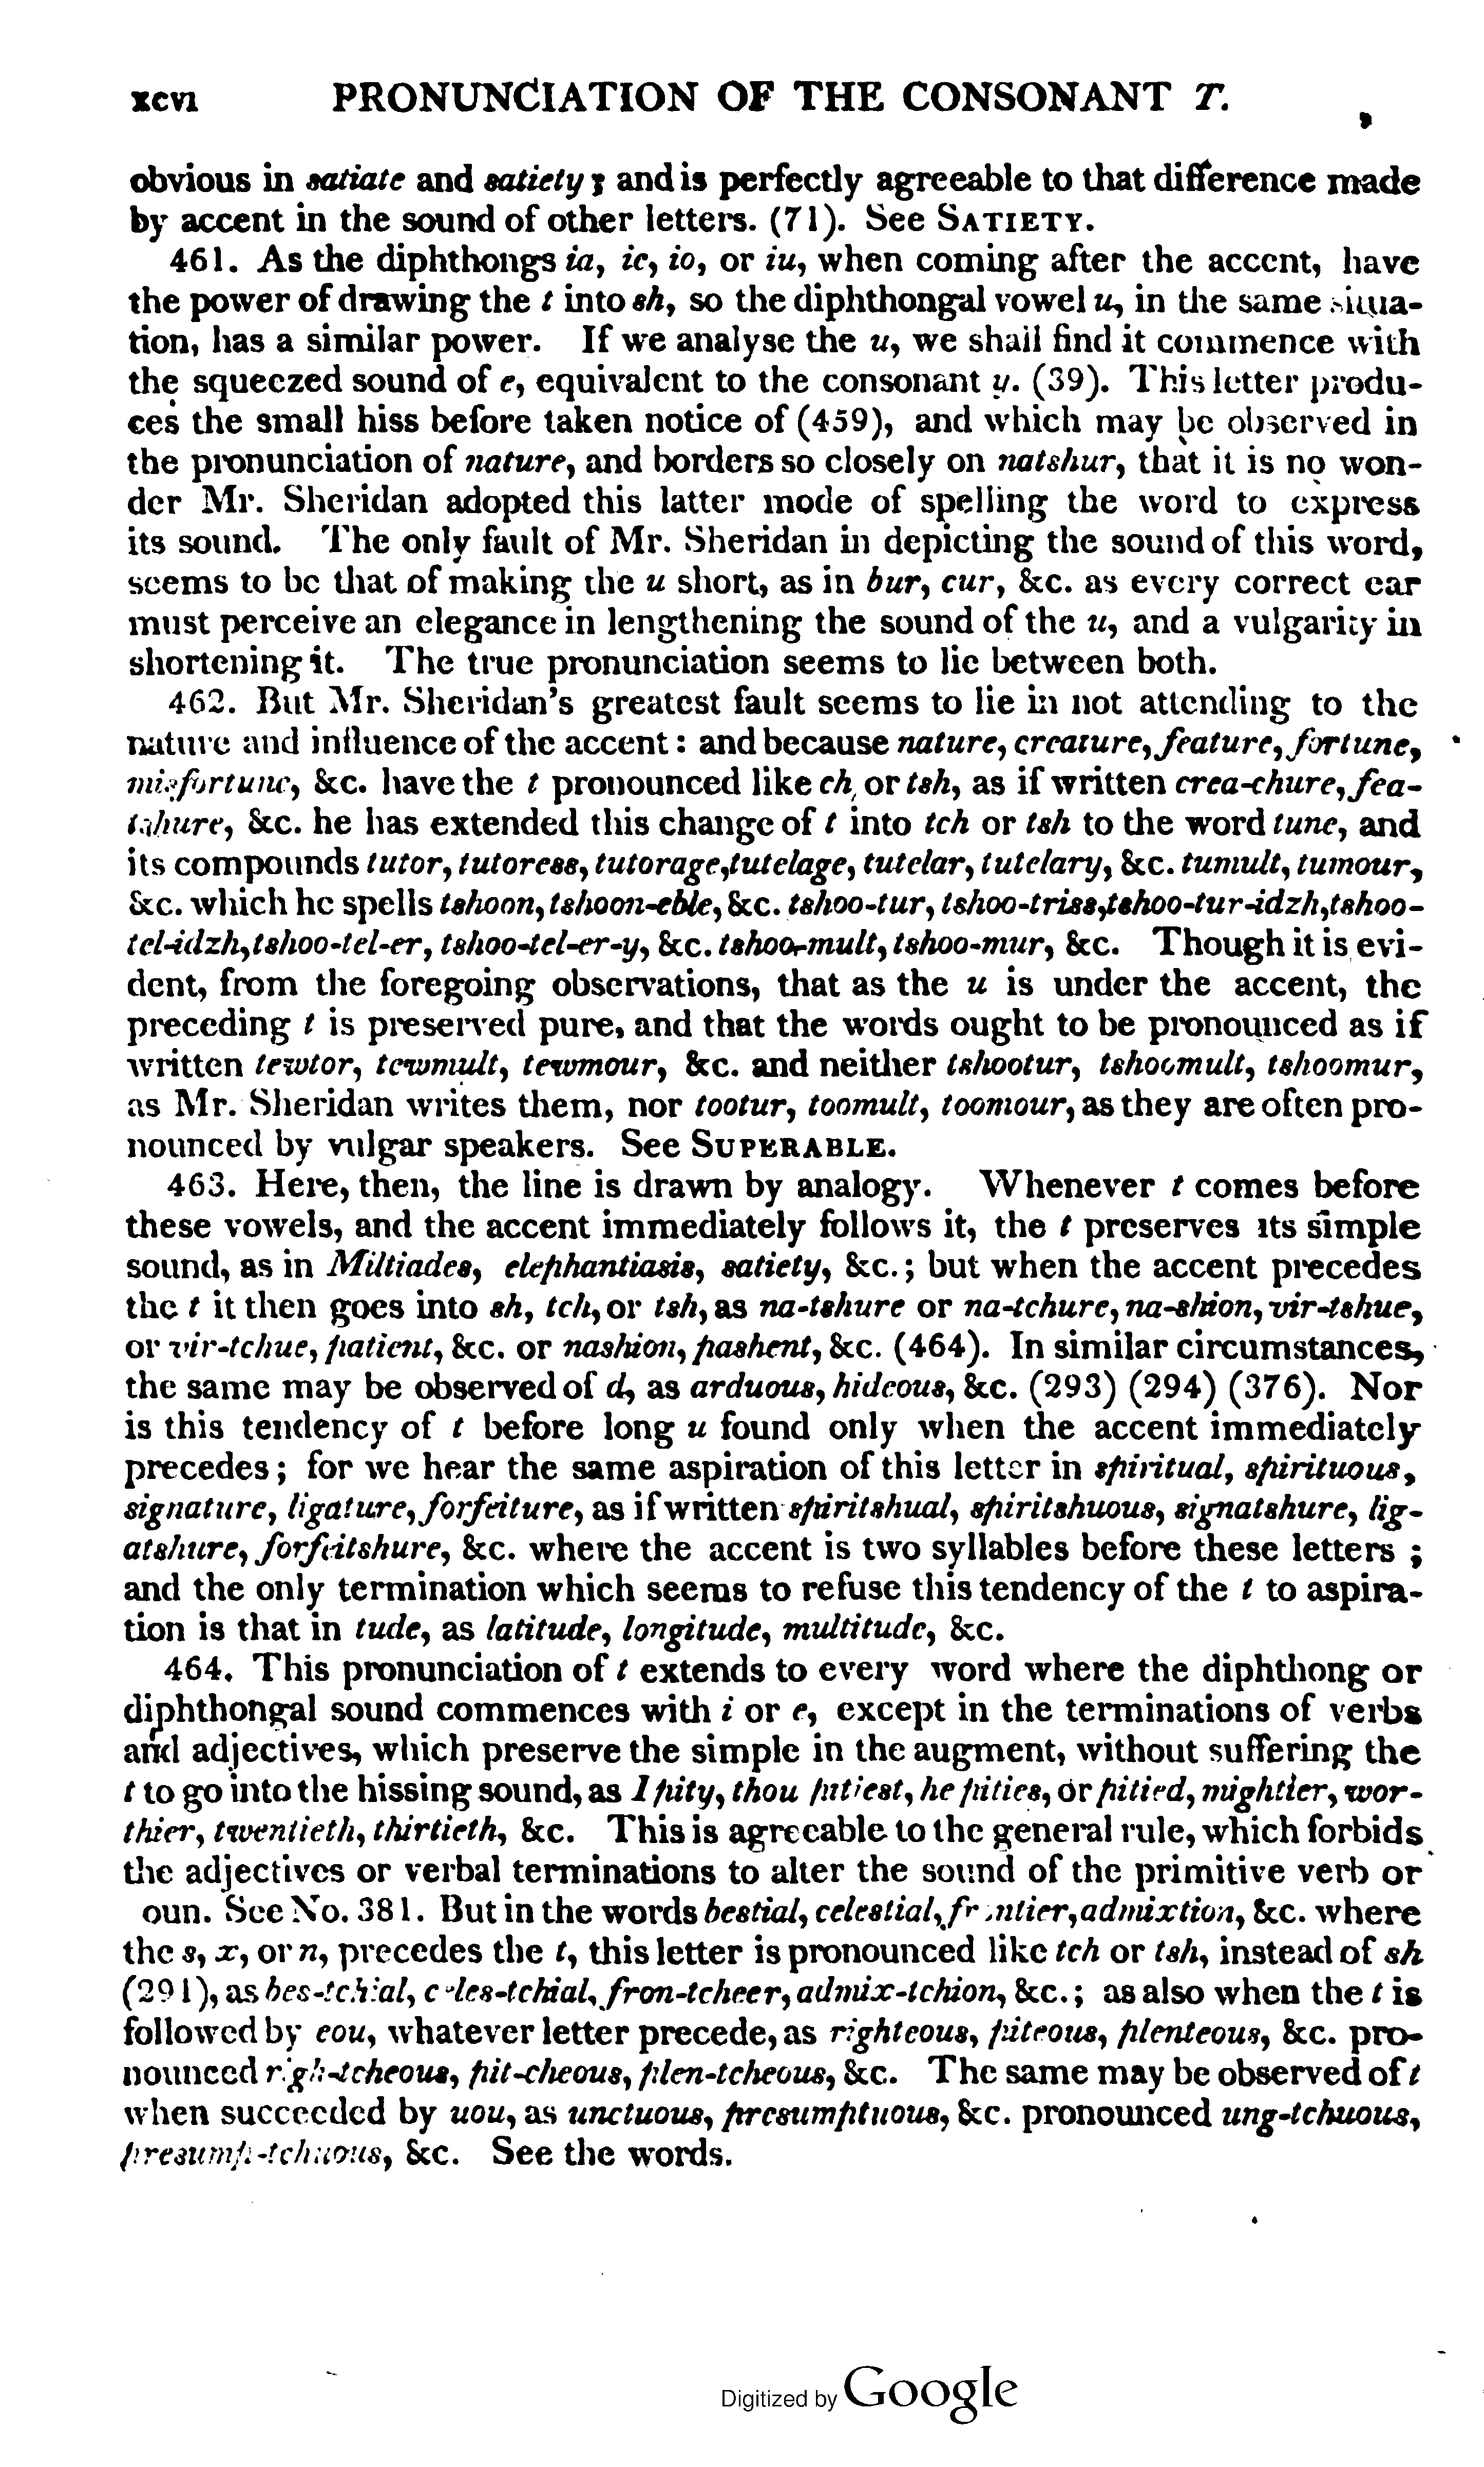 xcvi PRONUNCIATION OF THE CONSONANT T.
obvious in satiate and satiety; and is perfectly agreeable to that difference made
by accent in the sound of other letters. (71). See SATIETY.
461. As the diphthongs ia, ie, io, or iu, when coming after the accent, have
the power of drawing the t into sh, so the diphthongal vowel u, in the same situa-
tion, has a similar power. If we analyse the u, we shall find it commence with
the squeezed sound of e, equivalent to the consonant y. (39). This letter produ-
ces the small hiss before taken notice of (459), and which may be observed in
the pronunciation of nature, and borders so closely on natshur, that it is no won-
der Mr. Sheridan adopted this latter mode of spelling the word to express
its sound. The only fault of Mr. Sheridan in depicting the sound of this word,
seems to be that of making the u short, as in bur, cur, &c. as every correct ear
must perceive an elegance in lengthening the sound of the u, and a vulgarity in
shortening it. The true pronunciation seems to lie between both.
462. But Mr. Sheridan's greatest fault seems to lie in not attending to the
nature and influence of the accent: and because nature, creature, feature, fortune,
misfortune, &c. have the t pronounced like ch, or tsh, as if written crea-chure, fea-
tshure, &c. he has extended this change of t into tch or tsh to the word tune, and
its compounds tutor, tutoress, tutorage, tutelage, tutelar, tutelary, &c. tumult, tumour,
&c. which he spells tshoon, tshoon-eble, &c. tshoo-tur, tshoo-triss, tshoo-tur-idzh, tshoo-
tel-idzh, tshoo-tel-er, tshoo-tel-er-y, &c. tshoo-mult, tshoo-mur, &c. Though it is evi-
dent, from the foregoing observations, that as the u is under the accent, the
preceding t is preserved pure, and that the words ought to be pronounced as if
written tewtor, tewmult, tewmour, &c. and neither tshootur, tshoomult, tshoomur,
as Mr. Sheridan writes them, nor tootur, toomult, toomour, as they are often pro-
nounced by vulgar speakers. See SUPERABLE.
463. Here, then, the line is drawn by analogy. Whenever t comes before
these vowels, and the accent immediately follows it, the t preserves its simple
sound, as in Miltiades, elephantiasis, satiety, &c.; but when the accent precedes
the t it then goes into sh, tch, or tsh, as na-tshure or na-tchure, na-shion, vir-tshue,
or vir-tchue, patient, &c. or nashion, pashent, &c. (464). In similar circumstances,
the same may be observed of d, as arduous, hideous, &c. (293) (294) (376). Nor
is this tendency of t before long u found only when the accent immediately
precedes; for we hear the same aspiration of this letter in spiritual, spirituous,
signature, ligature, forfeiture, as if written spiritshual, spiritshuous, signatshure, lig-
atshure, forfeitshure, &c. where the accent is two syllables before these letters ;
and the only termination which seems to refuse this tendency of the t to aspira-
tion is that in tude, as latitude, longitude, multitude, &c.
464. This pronunciation of t extends to every word where the diphthong or
diphthongal sound commences with i or e, except in the terminations of verbs
and adjectives, which preserve the simple in the augment, without suffering the
t to go into the hissing sound, as I pity, thou pitiest, he pities, or pitied, mightier, wor-
thier, twentieth, thirtieth, &c. This is agreeable to the general rule, which forbids
the adjectives or verbal terminations to alter the sound of the primitive verb or
oun. See No. 381. But in the words bestial, celestial, frontier, admixtion, &c. where
the s, x, or n, precedes the t, this letter is pronounced like tch or tsh, instead of sh
(291), as bes-tchial, celes-tchial, fron-tcheer, admix-tchion, &c.; as also when the t is
followed by eou, whatever letter precede, as righteous, piteous, plenteous, &c. pro-
nounced righ-tcheous, pit-cheous, plen-tcheous, &c. The same may be observed of t
when succeeded by uou, as unctuous, presumptuous, &c. pronounced ung-tchuous,
presump-tchuous, &c. See the words.
Digitized by Google